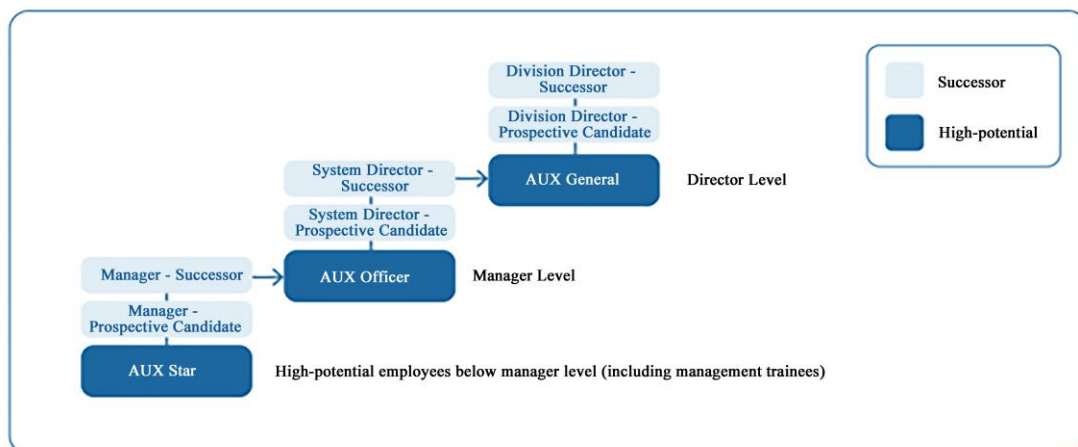 Division Director -
Successor
Successor
Division Director -
Prospective Candidate
High-potential
System Director -
Successor
AUX General
Director Level
System Director -
Prospective Candidate
Manager - Successor
AUX Officer
Manager Level
Manager -
Prospective Candidate
AUX Star
High-potential employees below manager level (including management trainees)